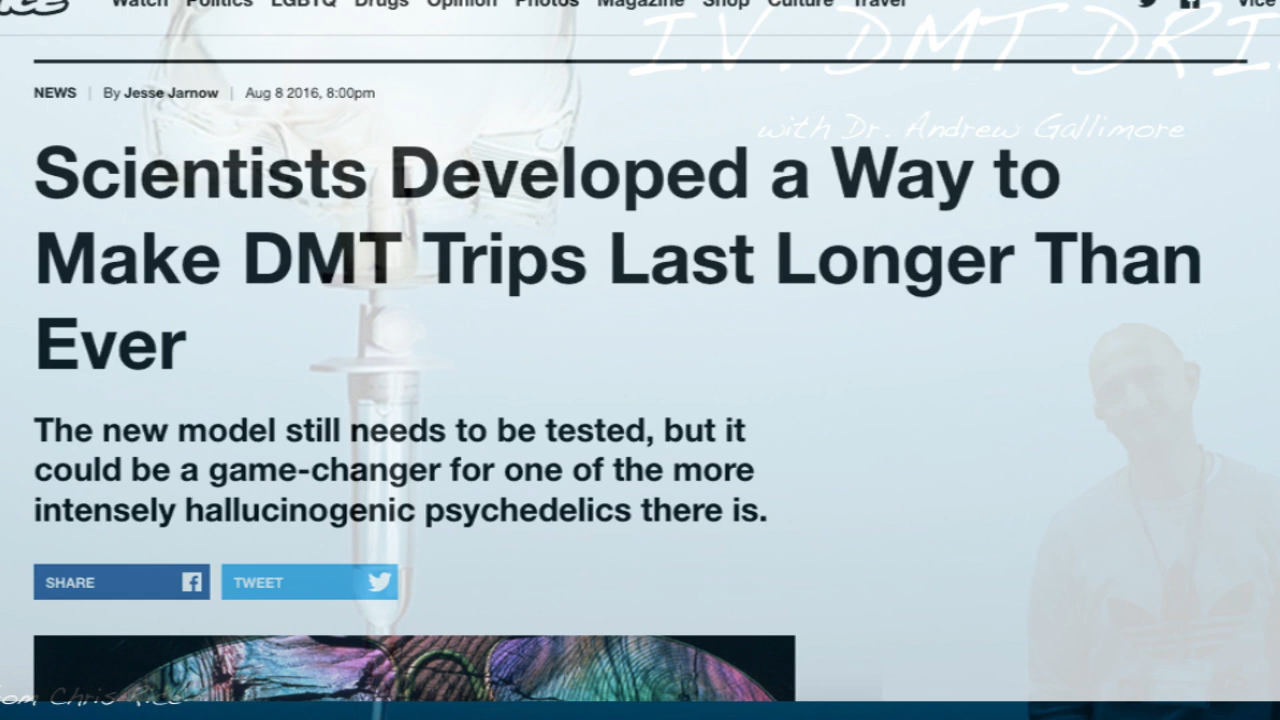 Watch Politics LGBTQ Drugs Opinion Photos Magazine Shop Culture Travel
I.V. DMT DRI
with Dr. Andrew Gallimore
NEWS | By Jesse Jarnow | Aug 8 2016, 8:00pm
Scientists Developed a Way to
Make DMT Trips Last Longer Than
Ever
The new model still needs to be tested, but it
could be a game-changer for one of the more
intensely hallucinogenic psychedelics there is.
SHARE
TWEET